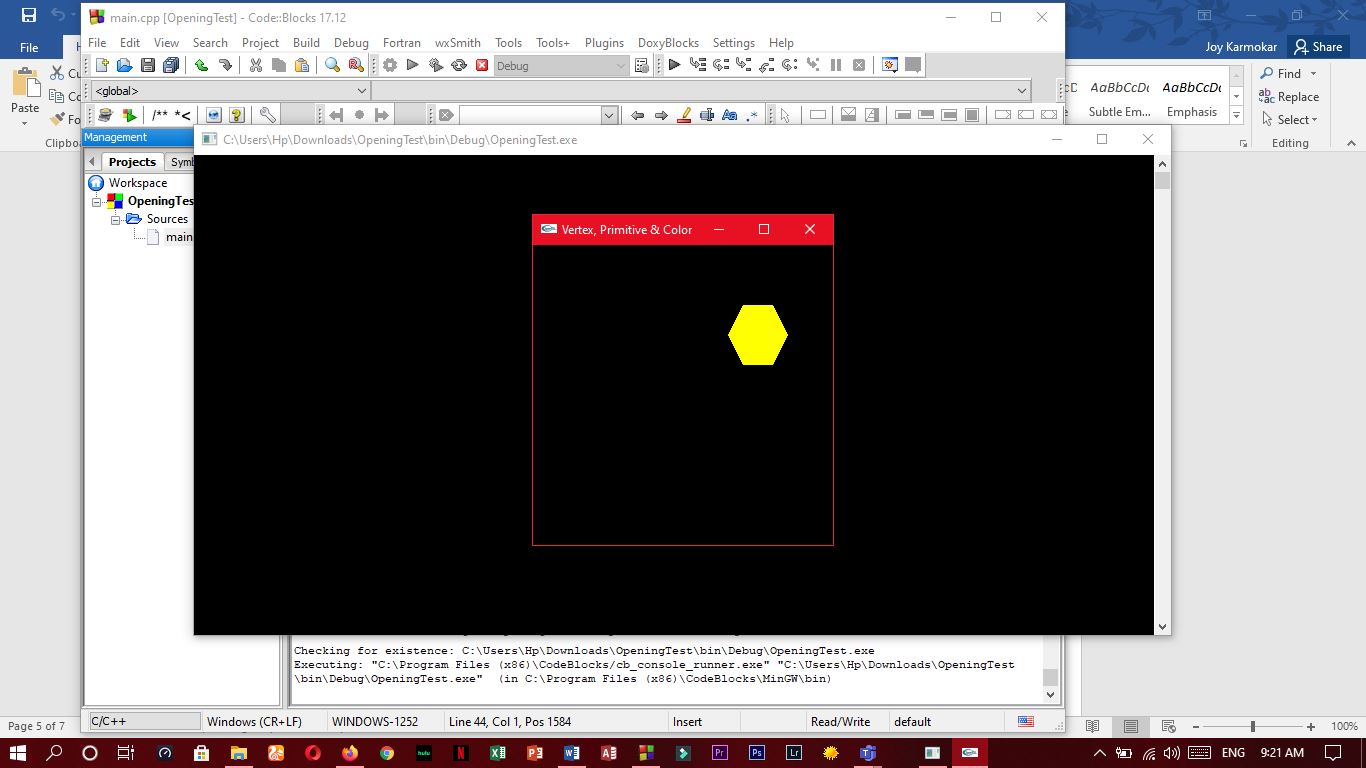 main.cpp [OpeningTest] - Code::Blocks 17.12
File Edit View Search Project Build Debug Fortran wxSmith Tools Tools+ Plugins DoxyBlocks Settings Help
File
Joy Karmokar
Share
Debug
<global>
/** *<
Aa .*
Paste
AaBbCcDc AaBbCcDc
Subtle Em... Emphasis
Find
Replace
Select
Editing
Management
C:\Users\Hp\Downloads\OpeningTest\bin\Debug\OpeningTest.exe
Projects
Workspace
Sources
main
Vertex, Primitive & Color
Checking for existence: C:\Users\Hp\Downloads\OpeningTest\bin\Debug\OpeningTest.exe
Executing: "C:\Program Files (x86)\CodeBlocks/cb_console_runner.exe" "C:\Users\Hp\Downloads\OpeningTest
\bin\Debug\OpeningTest.exe" (in C:\Program Files (x86)\CodeBlocks\MinGW\bin)
C/C++ Windows (CR+LF) WINDOWS-1252 Line 44, Col 1, Pos 1584 Insert Read/Write default
Page 5 of 7
100%
hulu
N
Pr
Ps
Lr
ENG
9:21 AM